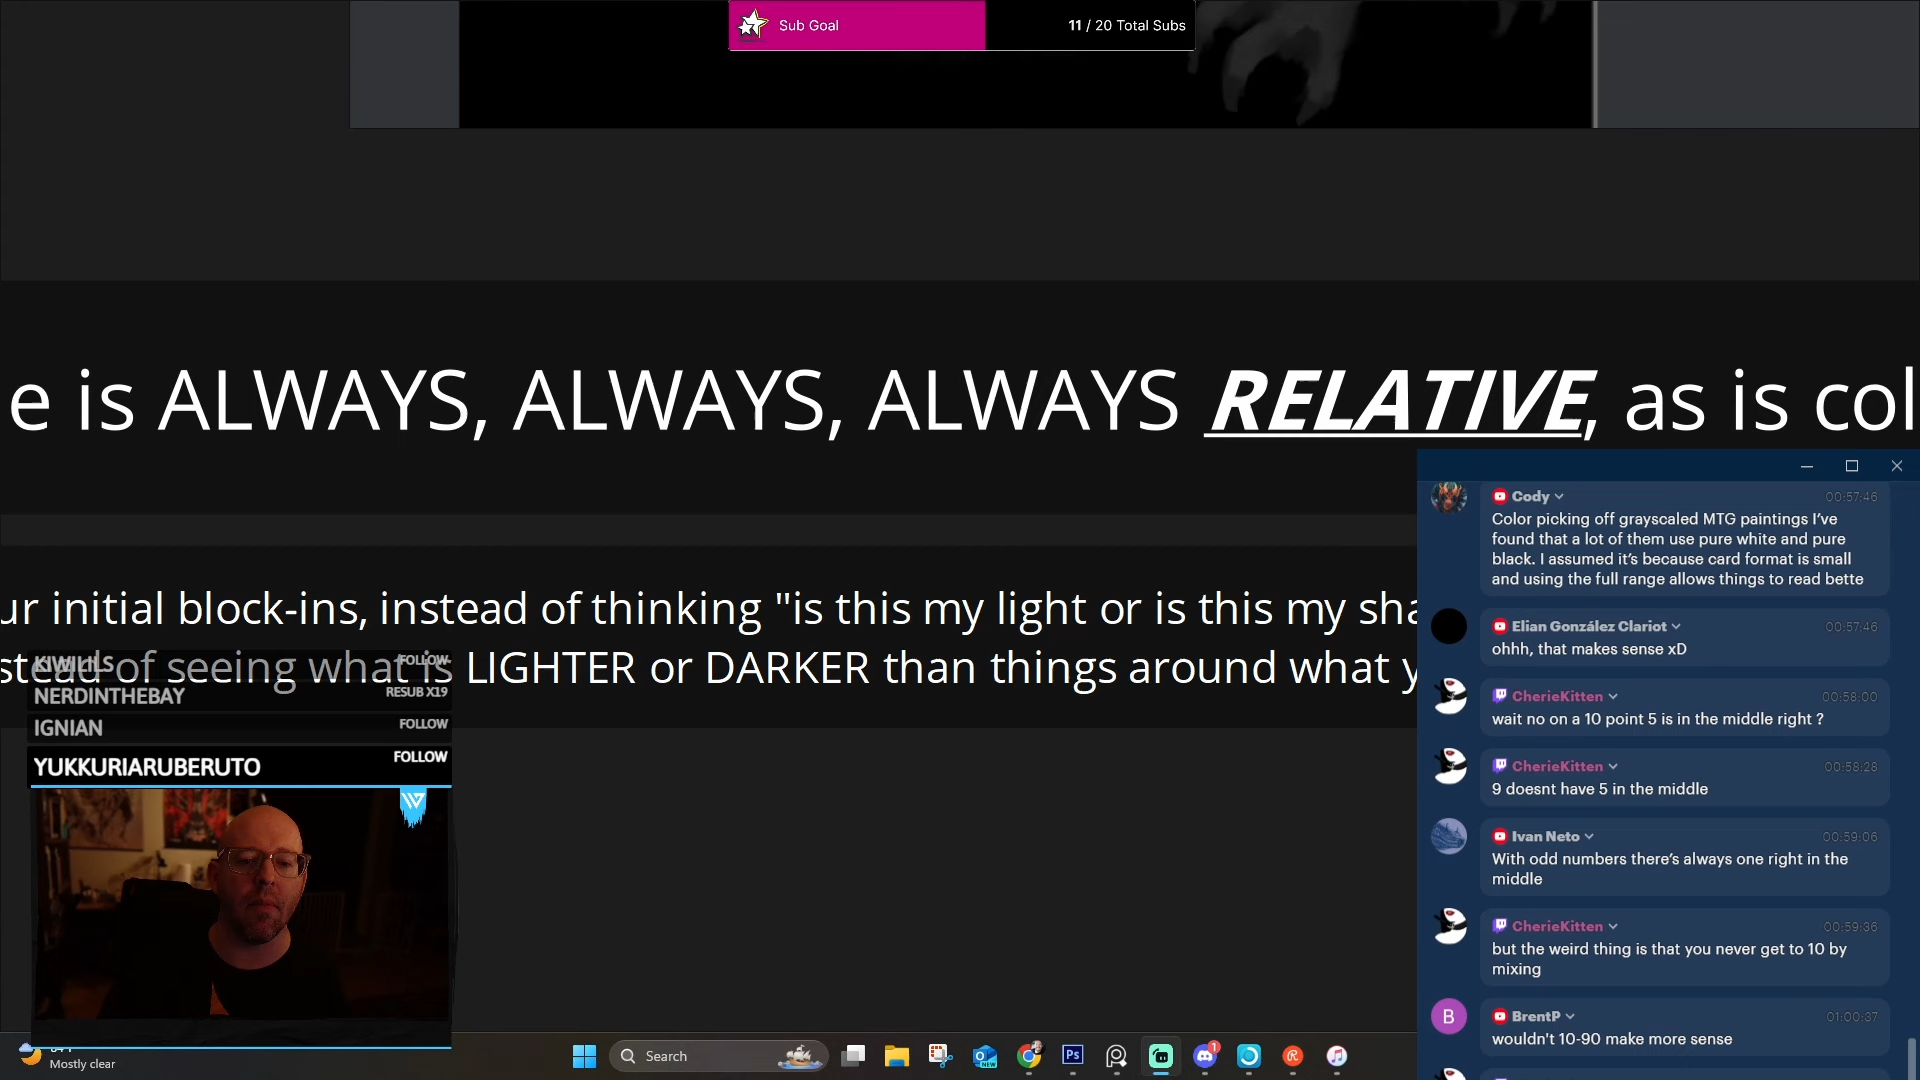 Sub Goal
11 / 20 Total Subs
e is ALWAYS, ALWAYS, ALWAYS RELATIVE, as is col
ur initial block-ins, instead of thinking "is this my light or is this my sha
stead of seeing what is LIGHTER or DARKER than things around what y
KIWILILS FOLLOW
NERDINTHEBAY RESUB X19
IGNIAN FOLLOW
YUKKURIARUBERUTO FOLLOW
Cody 00:57:46
Color picking off grayscaled MTG paintings I've
found that a lot of them use pure white and pure
black. I assumed it's because card format is small
and using the full range allows things to read bette
Elian González Clariot 00:57:46
ohhh, that makes sense xD
CherieKitten 00:58:00
wait no on a 10 point 5 is in the middle right ?
CherieKitten 00:58:28
9 doesnt have 5 in the middle
Ivan Neto 00:59:06
With odd numbers there's always one right in the
middle
CherieKitten 00:59:36
but the weird thing is that you never get to 10 by
mixing
B
BrentP 01:00:37
wouldn't 10-90 make more sense
Mostly clear
Search
NEW
Ps
1